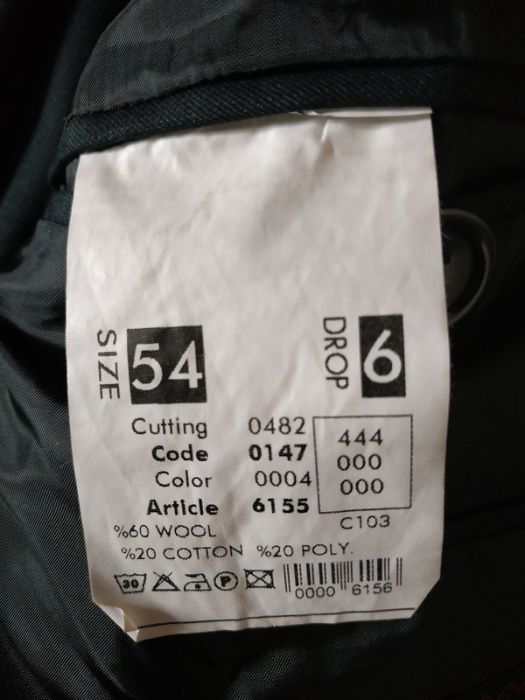 SIZE 54 DROP 6
Cutting 0482
Code 0147
Color 0004
Article 6155
444
000
000
C103
%60 WOOL
%20 COTTON %20 POLY.
30 P
0000 6156